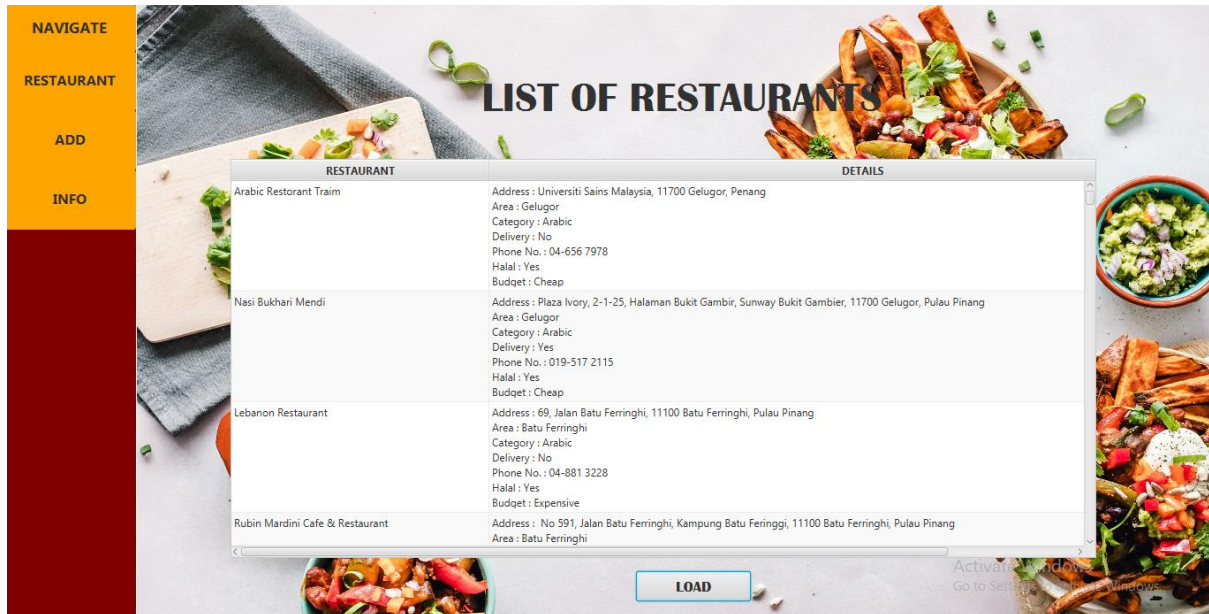 NAVIGATE
RESTAURANT
ADD
INFO
LIST OF RESTAURANTS
RESTAURANT DETAILS
Arabic Restorant Traim Address : Universiti Sains Malaysia, 11700 Gelugor, Penang
Area : Gelugor
Category : Arabic
Delivery : No
Phone No. : 04-656 7978
Halal : Yes
Budget : Cheap
Nasi Bukhari Mendi Address : Plaza Ivory, 2-1-25, Halaman Bukit Gambir, Sunway Bukit Gambier, 11700 Gelugor, Pulau Pinang
Area : Gelugor
Category : Arabic
Delivery : Yes
Phone No. : 019-517 2115
Halal : Yes
Budget : Cheap
Lebanon Restaurant Address : 69, Jalan Batu Ferringhi, 11100 Batu Ferringhi, Pulau Pinang
Area : Batu Ferringhi
Category : Arabic
Delivery : No
Phone No. : 04-881 3228
Halal : Yes
Budget : Expensive
Rubin Mardini Cafe & Restaurant Address : No 591, Jalan Batu Ferringhi, Kampung Batu Feringgi, 11100 Batu Ferringhi, Pulau Pinang
Area : Batu Ferringhi
LOAD
Activate Windows
Go to
Windows.